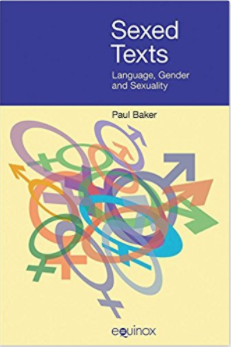 Sexed
Texts
Language, Gender
and Sexuality
Paul Baker
equinox